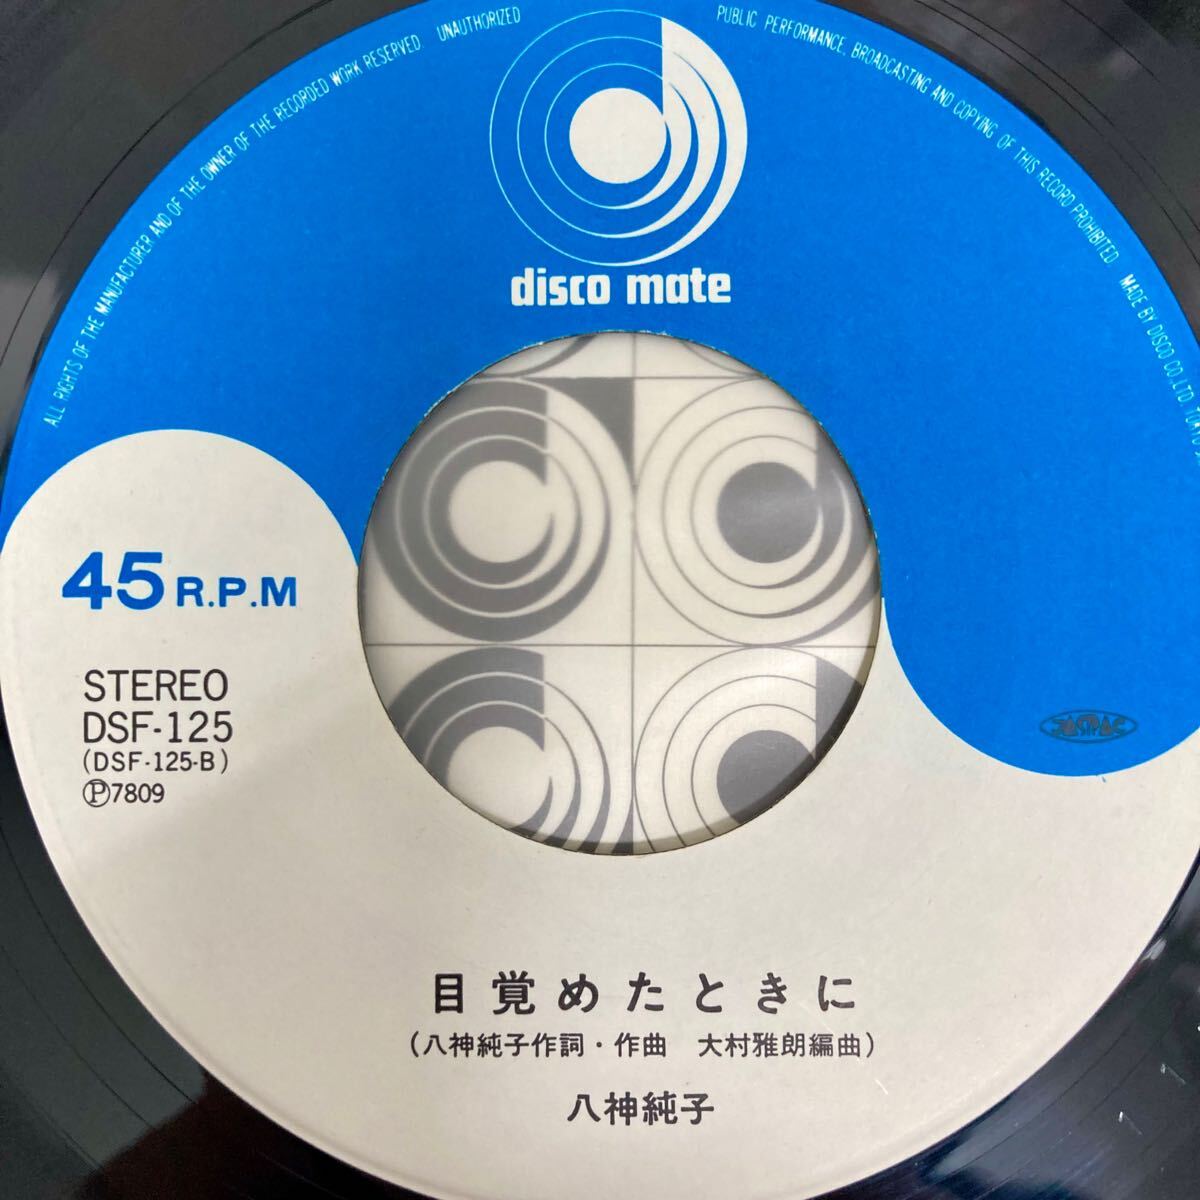 ALL RIGHTS OF THE MANUFACTURER AND OF THE OWNER OF THE RECORDED WORK RESERVED. UNAUTHORIZED PUBLIC PERFORMANCE, BROADCASTING AND COPYING OF THIS RECORD PROHIBITED. MADE BY DISCO CO., LTD. TOKYO
disco mate
45 R.P.M
STEREO
DSF-125
(DSF-125-B)
Ⓟ7809
JASRAC
目覚めたときに
(八神純子作詞・作曲 大村雅朗編曲)
八神純子